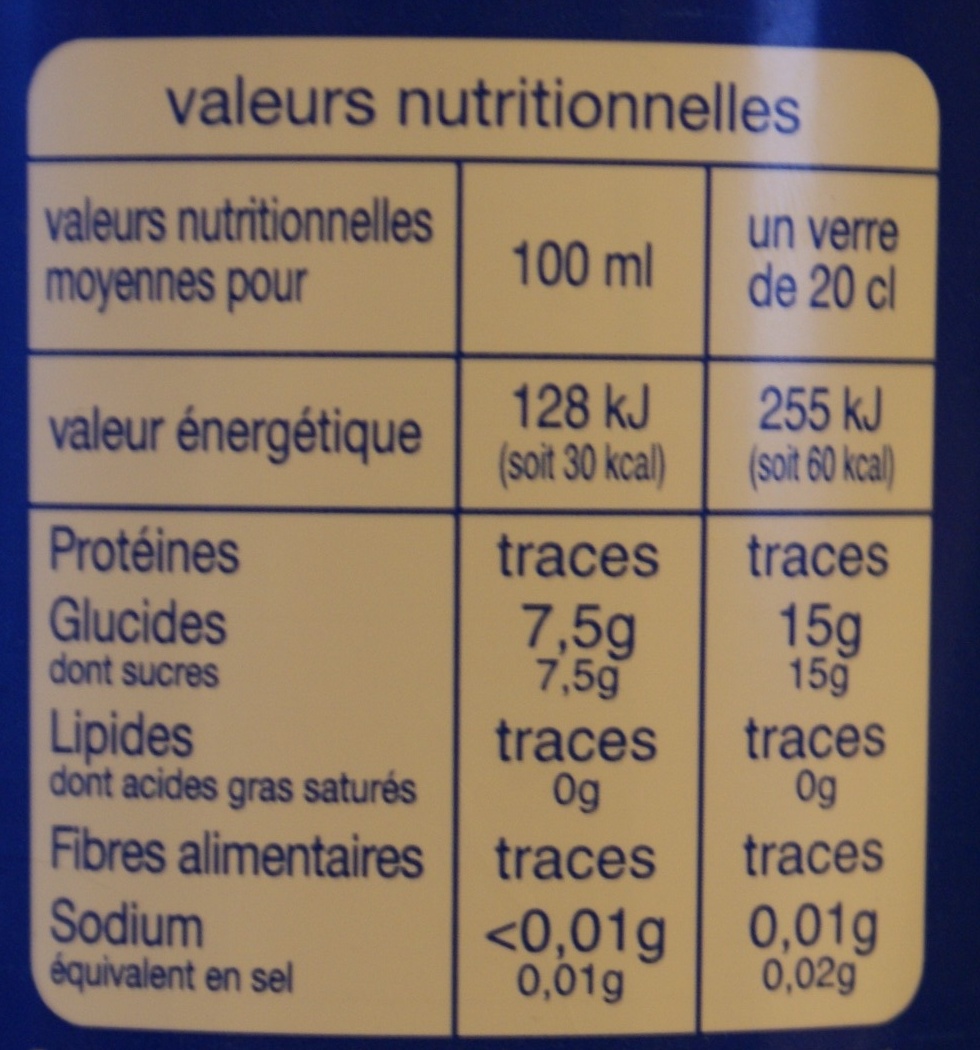 valeurs nutritionnelles
valeurs nutritionnelles moyennes pour 100 ml un verre de 20 cl
valeur énergétique 128 kJ (soit 30 kcal) 255 kJ (soit 60 kcal)
Protéines traces traces
Glucides 7,5g 15g
dont sucres 7,5g 15g
Lipides traces traces
dont acides gras saturés 0g 0g
Fibres alimentaires traces traces
Sodium <0,01g 0,01g
équivalent en sel 0,01g 0,02g